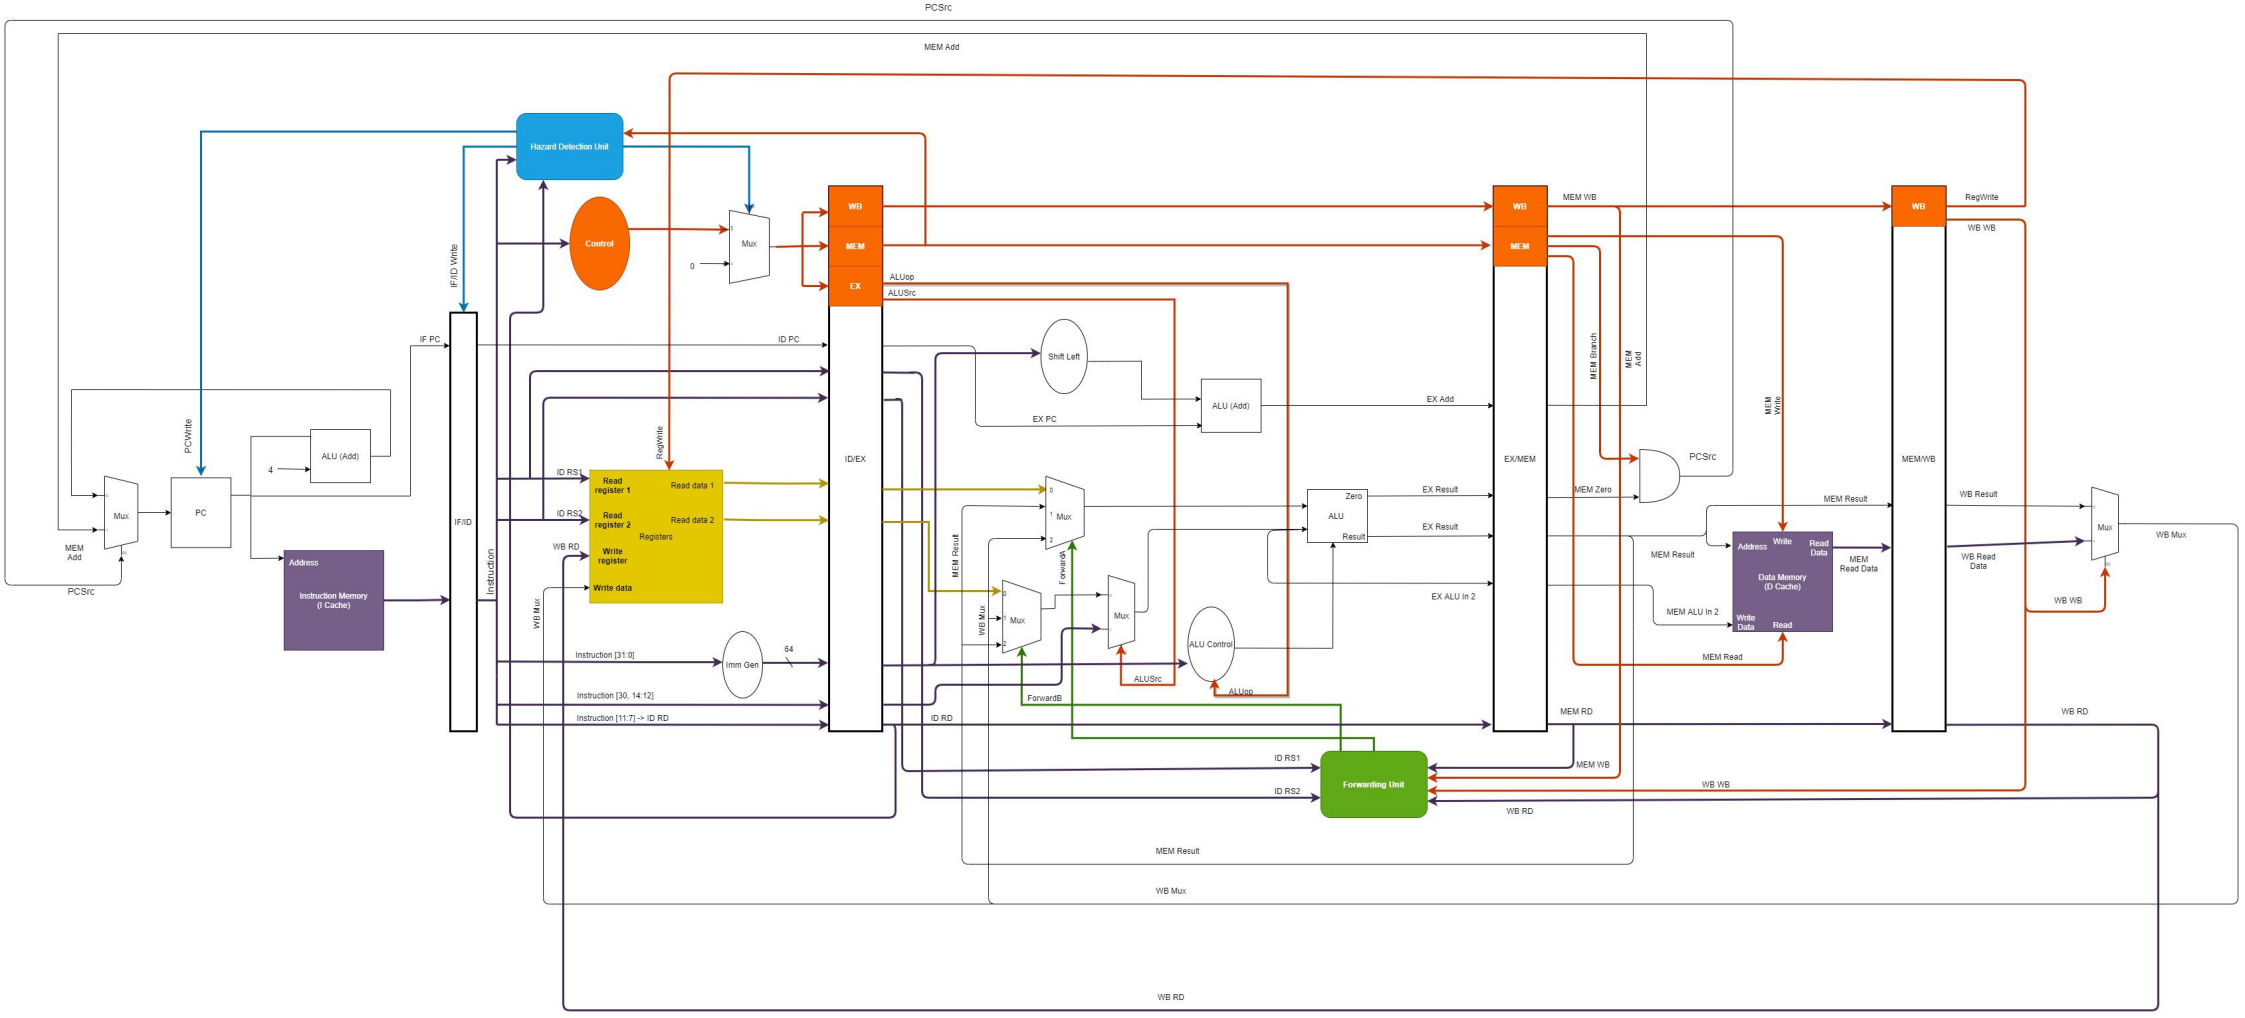 PCSrc
MEM Add
Hazard Detection Unit
Control
Mux
0
WB
MEM
EX
ALUop
ALUSrc
WB
MEM
MEM WB
WB
RegWrite
WB WB
IF/ID Write
PCWrite
IF PC
ID PC
RegWrite
Shift Left
ALU (Add)
EX PC
EX Add
MEM Branch
MEM
Add
MEM
Write
ALU (Add)
4
Mux
PC
MEM
Add
PCSrc
Address
Instruction Memory
(I Cache)
IF/ID
Instruction
ID RS1
ID RS2
WB RD
WB Mux
Read
register 1
Read data 1
Read
register 2
Read data 2
Registers
Write
register
Write data
ID/EX
0
1
2
Mux
MEM Result
WB Mux
ForwardA
0
1
2
Mux
Mux
Zero
ALU
Result
EX Result
EX Result
EX ALU In 2
EX/MEM
PCSrc
MEM Zero
MEM Result
MEM Result
Address
Write
Read
Data
Data Memory
(D Cache)
Write
Data
Read
MEM
Read Data
MEM ALU In 2
MEM Read
MEM/WB
WB Result
WB Read
Data
Mux
WB Mux
WB WB
Instruction [31:0]
Imm Gen
64
Instruction [30, 14:12]
Instruction [11:7] -> ID RD
ID RD
ALU Control
ALUSrc
ALUop
ForwardB
MEM RD
WB RD
ID RS1
ID RS2
Forwarding Unit
MEM WB
WB WB
WB RD
MEM Result
WB Mux
WB RD